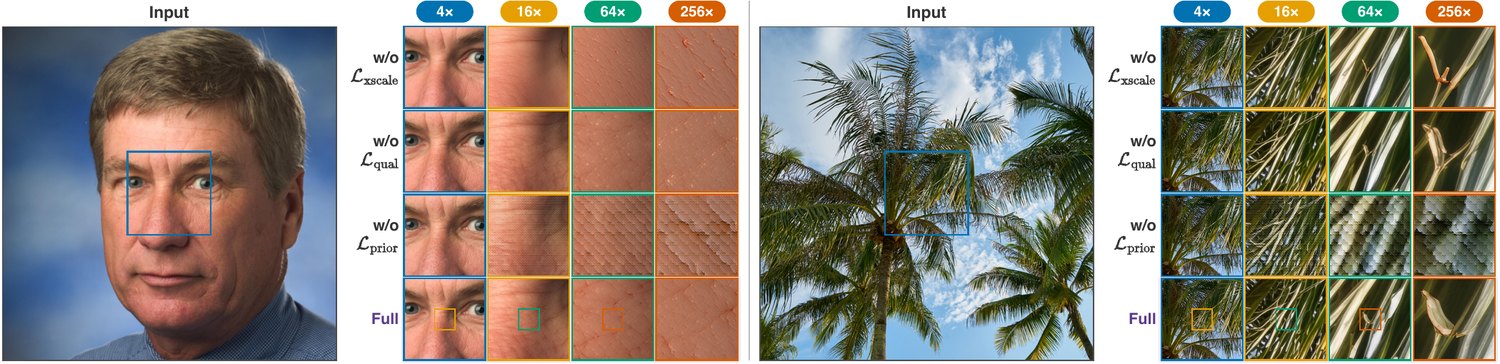 Input
4×
16×
64×
256×
w/o
ℒxscale
w/o
ℒqual
w/o
ℒprior
Full
Input
4×
16×
64×
256×
w/o
ℒxscale
w/o
ℒqual
w/o
ℒprior
Full